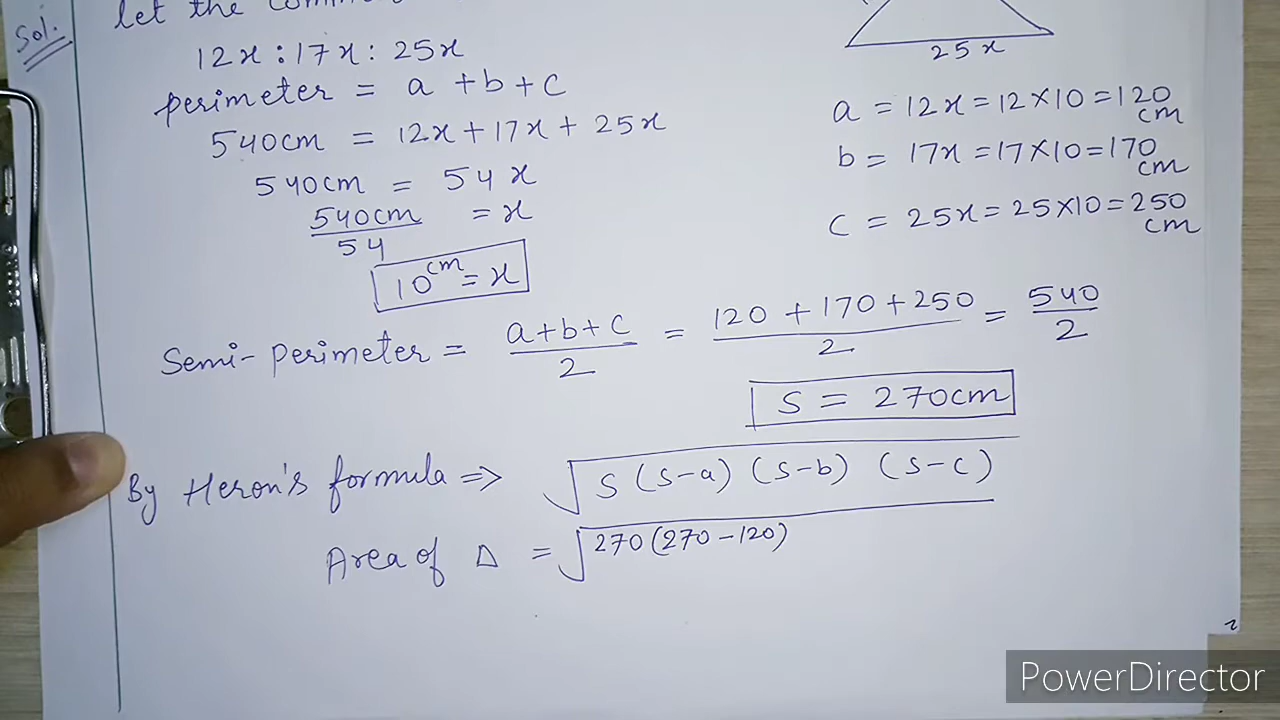 Sol.
let the
12x : 17x : 25x
perimeter = a + b + c
540cm = 12x + 17x + 25x
540cm = 54x
540cm/54 = x
10cm = x
25x
a = 12x = 12×10 = 120 cm
b = 17x = 17×10 = 170 cm
c = 25x = 25×10 = 250 cm
Semi-perimeter = a+b+c/2 = 120 + 170 + 250/2 = 540/2
S = 270cm
By Heron's formula => √S(S-a)(S-b)(S-c)
Area of Δ = √270(270-120)
PowerDirector